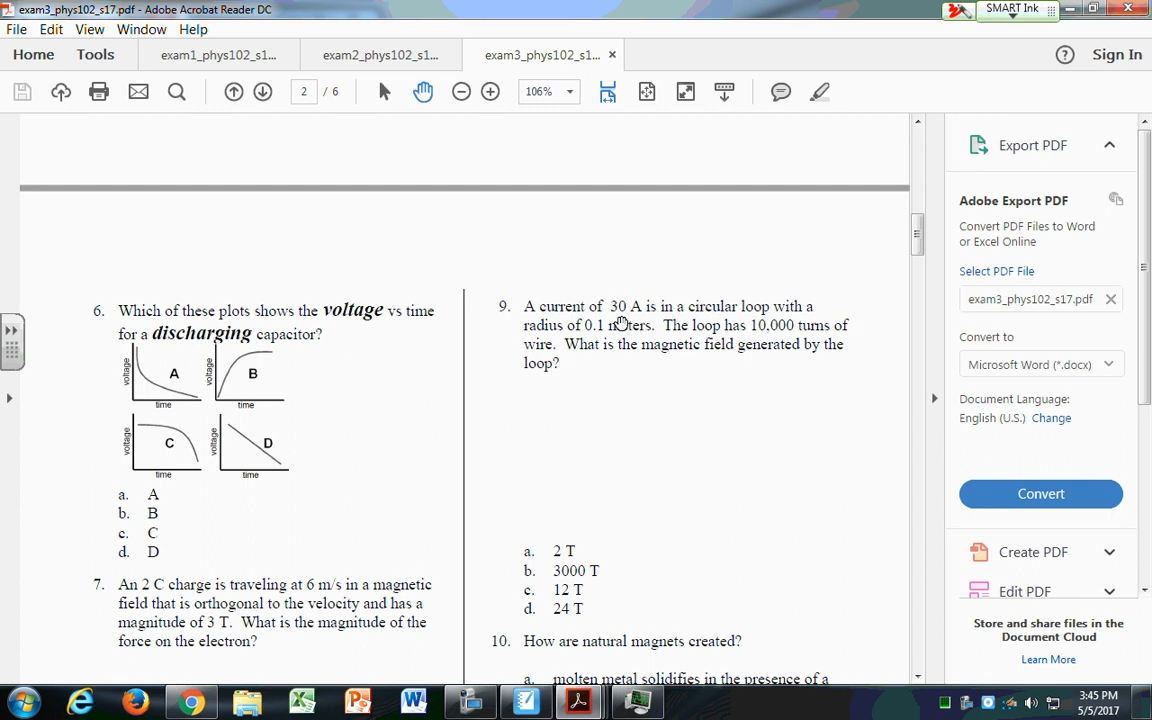 exam3_phys102_s17.pdf - Adobe Acrobat Reader DC
SMART Ink
File Edit View Window Help
Home Tools exam1_phys102_s1... exam2_phys102_s1... exam3_phys102_s1... × Sign In
2 / 6 106%
6. Which of these plots shows the voltage vs time
for a discharging capacitor?
voltage A time
voltage B time
voltage C time
voltage D time
a. A
b. B
c. C
d. D
7. An 2 C charge is traveling at 6 m/s in a magnetic
field that is orthogonal to the velocity and has a
magnitude of 3 T. What is the magnitude of the
force on the electron?
9. A current of 30 A is in a circular loop with a
radius of 0.1 meters. The loop has 10,000 turns of
wire. What is the magnetic field generated by the
loop?
a. 2 T
b. 3000 T
c. 12 T
d. 24 T
10. How are natural magnets created?
a. molten metal solidifies in the presence of a
Export PDF
Adobe Export PDF
Convert PDF Files to Word
or Excel Online
Select PDF File
exam3_phys102_s17.pdf
Convert to
Microsoft Word (*.docx)
Document Language:
English (U.S.) Change
Convert
Create PDF
Edit PDF
Store and share files in the
Document Cloud
Learn More
3:45 PM
5/5/2017